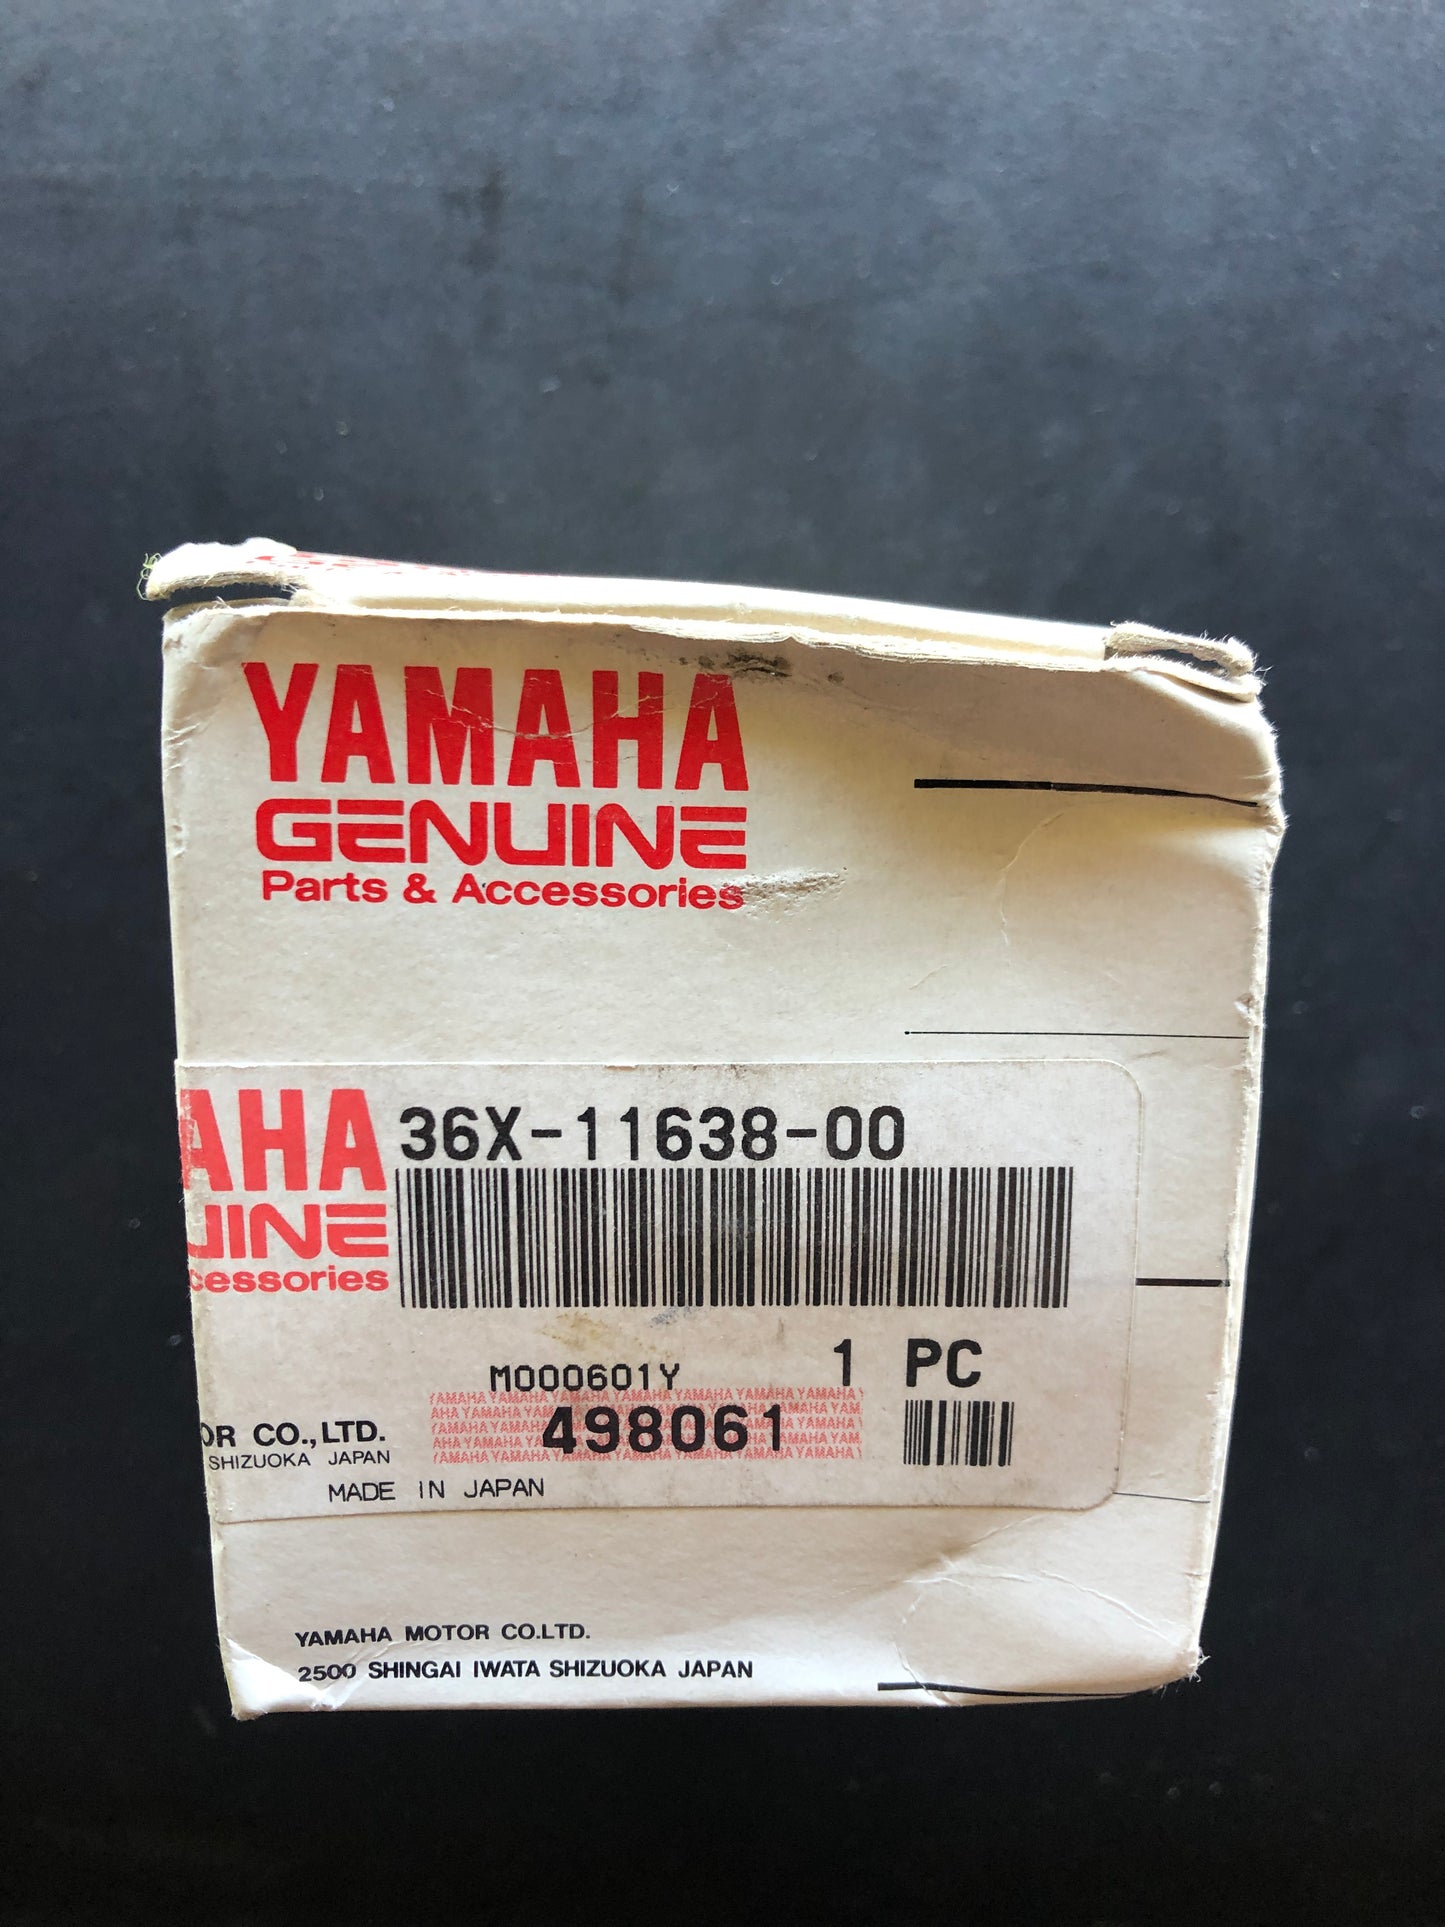 YAMAHA
GENUINE
Parts & Accessories
AHA
UINE
cessories
36X-11638-00
1 PC
M000601Y
498061
OR CO.,LTD.
SHIZUOKA JAPAN
MADE IN JAPAN
YAMAHA MOTOR CO.LTD.
2500 SHINGAI IWATA SHIZUOKA JAPAN